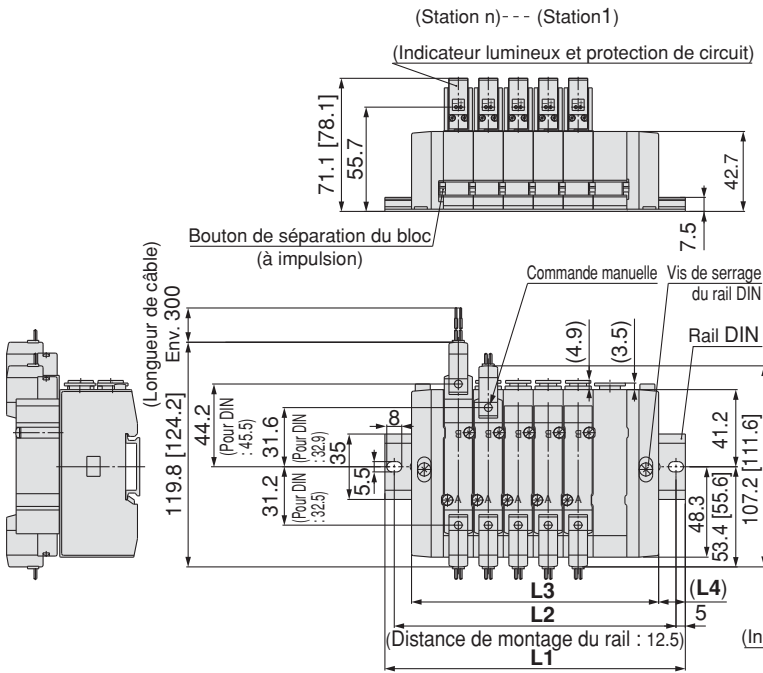 (Station n)--- (Station1)
(Indicateur lumineux et protection de circuit)
71.1 [78.1]
55.7
42.7
7.5
Bouton de séparation du bloc
(à impulsion)
Commande manuelle
Vis de serrage
du rail DIN
Rail DIN
(Longueur de câble)
Env. 300
(4.9)
(3.5)
119.8 [124.2]
44.2
(Pour DIN
: 45.5)
31.6
(Pour DIN
: 32.9)
8
35
5.5
31.2
(Pour DIN
: 32.5)
B B B B B
A A A A A
41.2
48.3
53.4 [55.6]
107.2 [111.6]
L3
(L4)
L2
5
(Distance de montage du rail : 12.5)
L1
(In